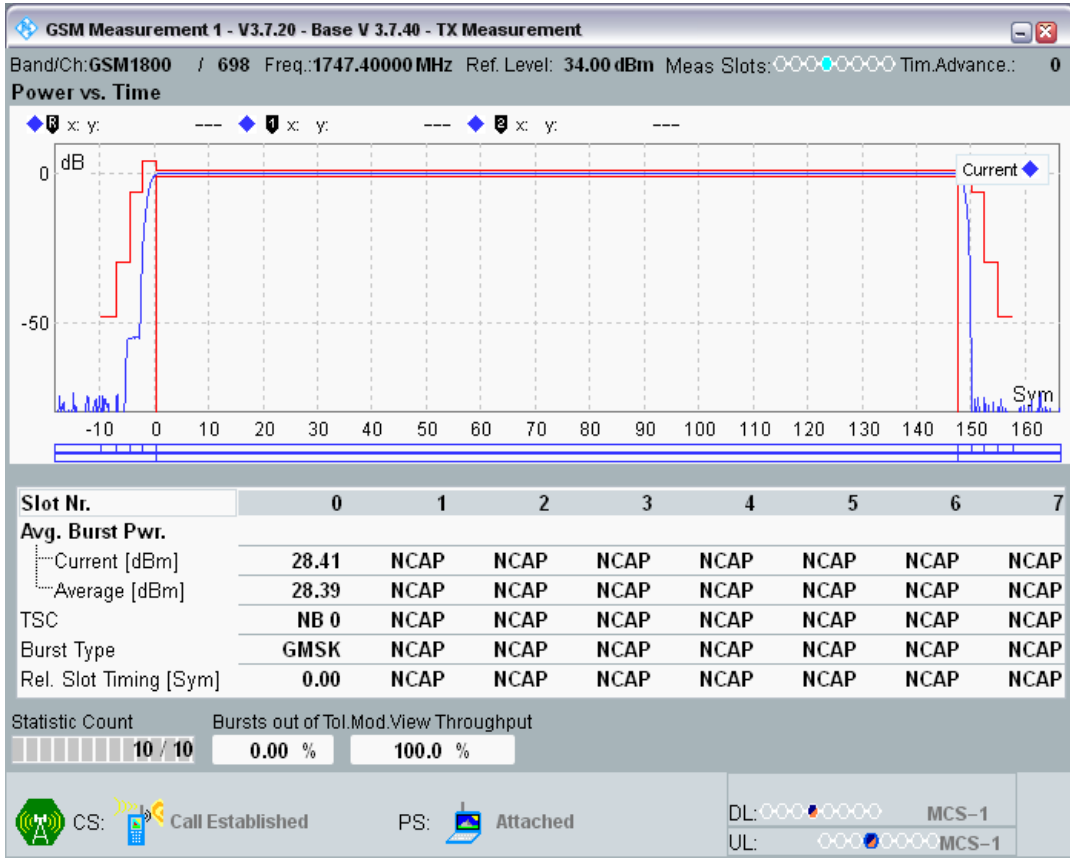 GSM Measurement 1 - V3.7.20 - Base V 3.7.40 - TX Measurement
Band/Ch:GSM1800 / 698 Freq.:1747.40000 MHz Ref. Level: 34.00 dBm Meas Slots: Tim.Advance.: 0
Power vs. Time
R x: y: --- 1 x: y: --- 2 x: y: ---
dB
Current
0
-50
Sym
-10 0 10 20 30 40 50 60 70 80 90 100 110 120 130 140 150 160
Slot Nr. 0 1 2 3 4 5 6 7
Avg. Burst Pwr.
Current [dBm] 28.41 NCAP NCAP NCAP NCAP NCAP NCAP NCAP
Average [dBm] 28.39 NCAP NCAP NCAP NCAP NCAP NCAP NCAP
TSC NB 0 NCAP NCAP NCAP NCAP NCAP NCAP NCAP
Burst Type GMSK NCAP NCAP NCAP NCAP NCAP NCAP NCAP
Rel. Slot Timing [Sym] 0.00 NCAP NCAP NCAP NCAP NCAP NCAP NCAP
Statistic Count Bursts out of Tol.Mod.View Throughput
10 / 10 0.00 % 100.0 %
CS: Call Established PS: Attached
DL: MCS-1
UL: MCS-1